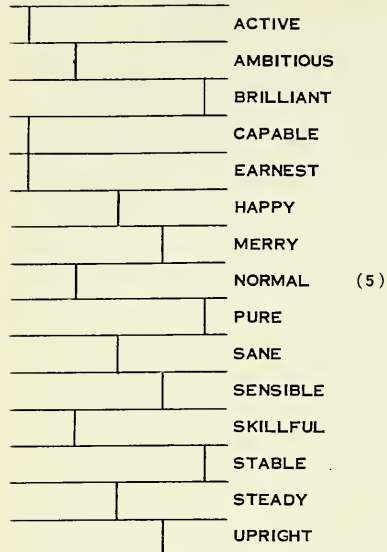 ACTIVE
AMBITIOUS
BRILLIANT
CAPABLE
EARNEST
HAPPY
MERRY
NORMAL (5)
PURE
SANE
SENSIBLE
SKILLFUL
STABLE
STEADY
UPRIGHT